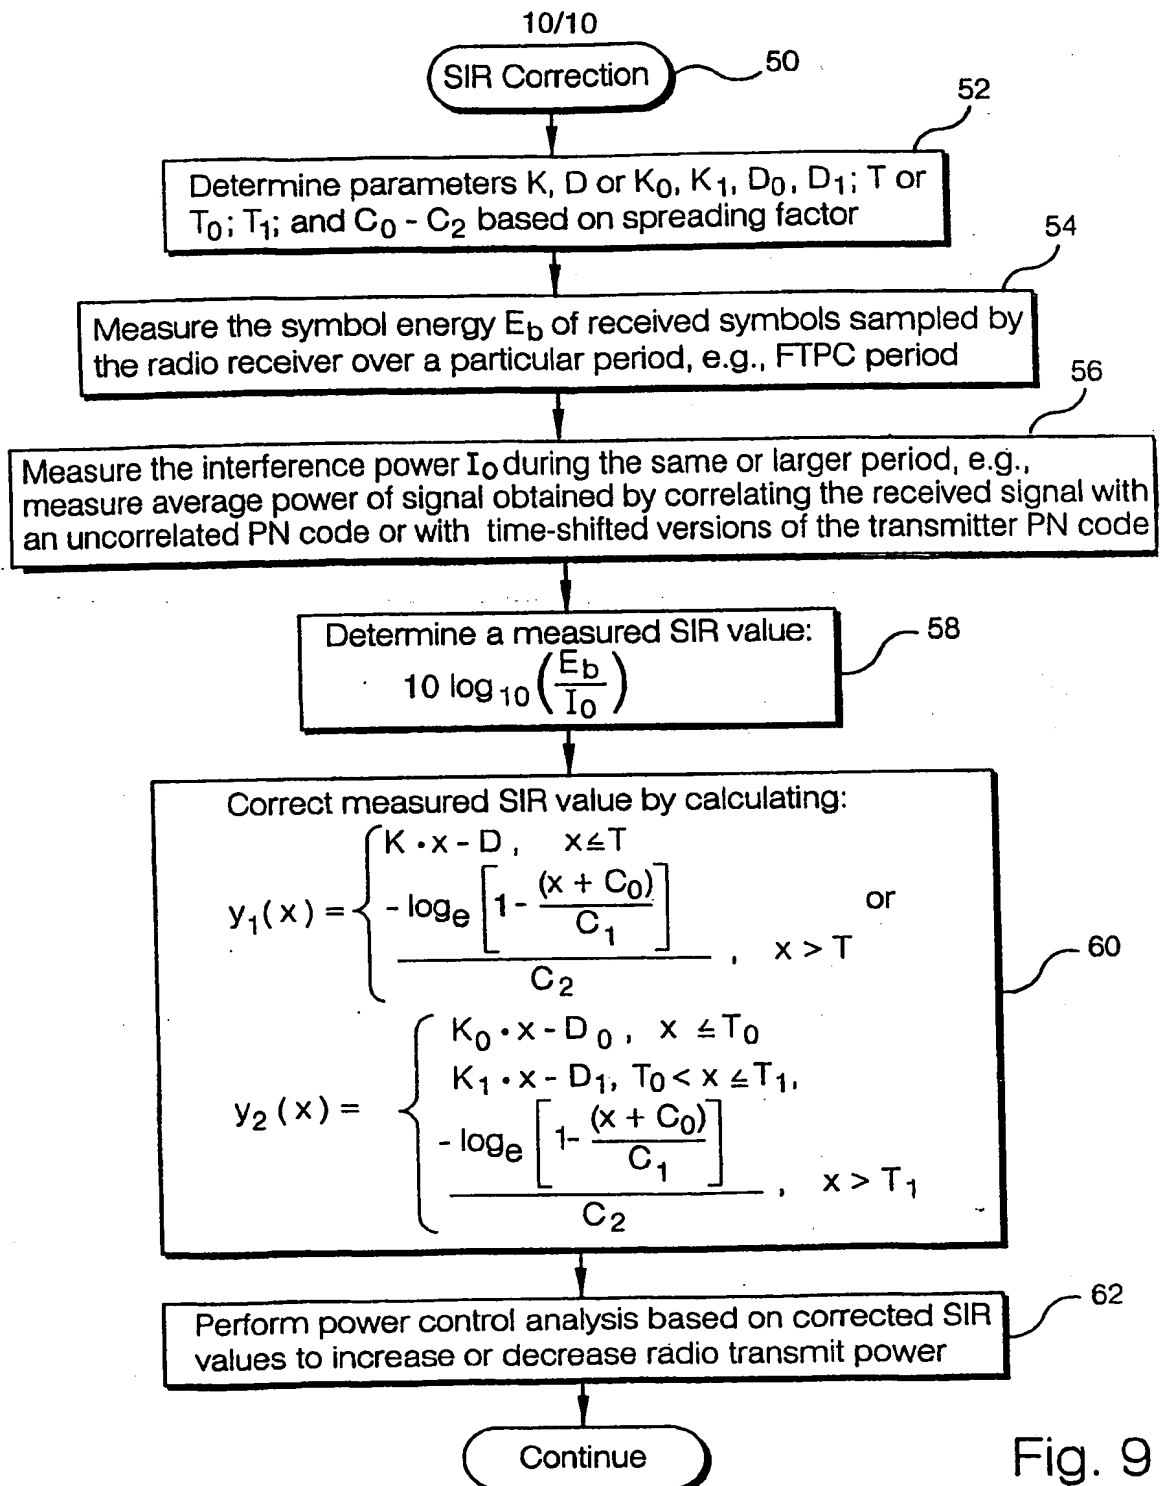 10/10
SIR Correction
50
52
Determine parameters K, D or K₀, K₁, D₀, D₁; T or
T₀; T₁; and C₀ - C₂ based on spreading factor
54
Measure the symbol energy E_b of received symbols sampled by
the radio receiver over a particular period, e.g., FTPC period
56
Measure the interference power I₀ during the same or larger period, e.g.,
measure average power of signal obtained by correlating the received signal with
an uncorrelated PN code or with time-shifted versions of the transmitter PN code
Determine a measured SIR value:
10 log₁₀ (E_b / I₀)
58
Correct measured SIR value by calculating:
y₁(x) = { K • x - D, x ≤ T
-logₑ [1 - (x + C₀) / C₁] / C₂, x > T
or
60
y₂(x) = { K₀ • x - D₀, x ≤ T₀
K₁ • x - D₁, T₀ < x ≤ T₁,
-logₑ [1 - (x + C₀) / C₁] / C₂, x > T₁
62
Perform power control analysis based on corrected SIR
values to increase or decrease radio transmit power
Continue
Fig. 9